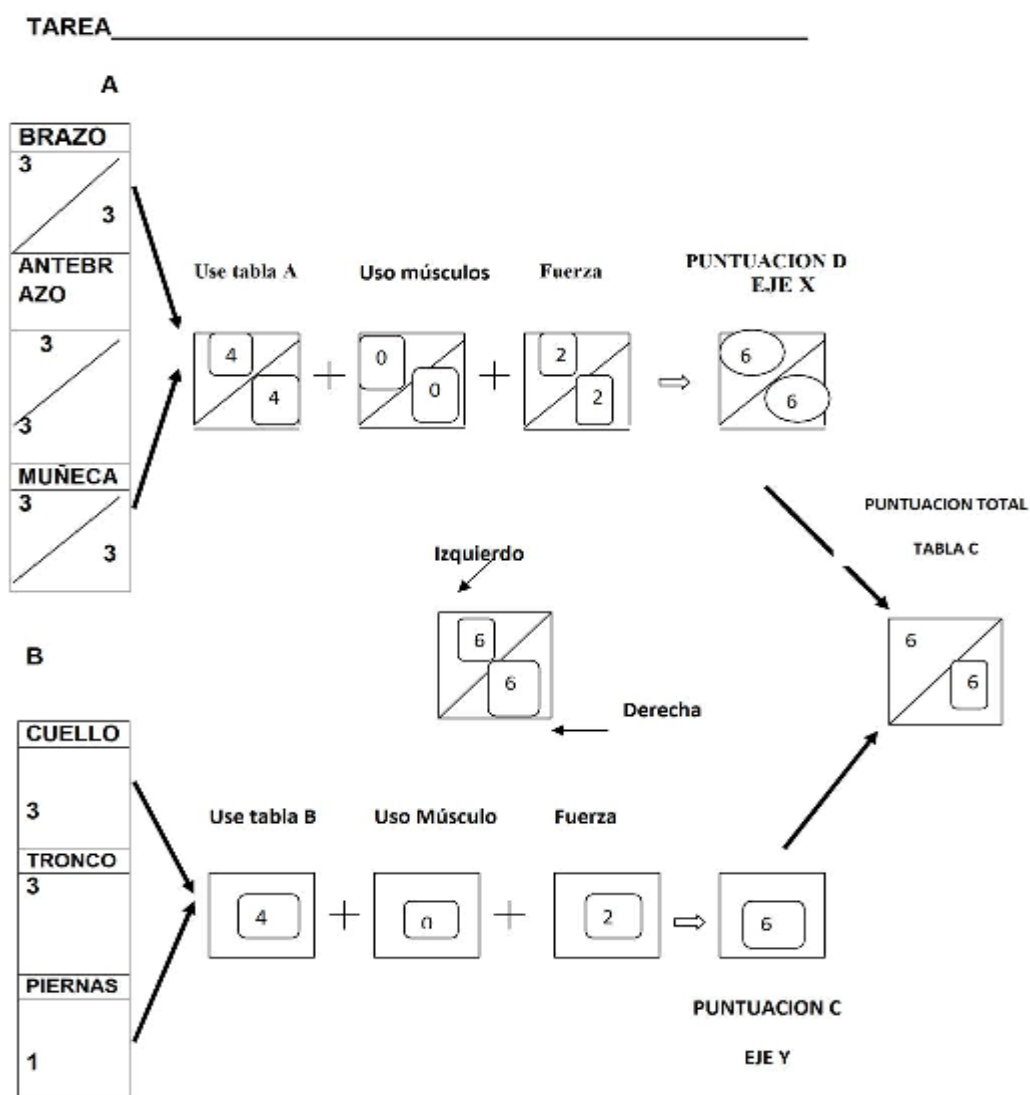 TAREA
A
BRAZO
3
3
ANTEBR
AZO
3
3
MUÑECA
3
3
Use tabla A
4
4
+
Uso músculos
0
0
+
Fuerza
2
2
PUNTUACION D
EJE X
6
6
PUNTUACION TOTAL
TABLA C
6
6
Izquierdo
6
6
Derecha
B
CUELLO
3
TRONCO
3
PIERNAS
1
Use tabla B
4
+
Uso Músculo
0
+
Fuerza
2
6
PUNTUACION C
EJE Y